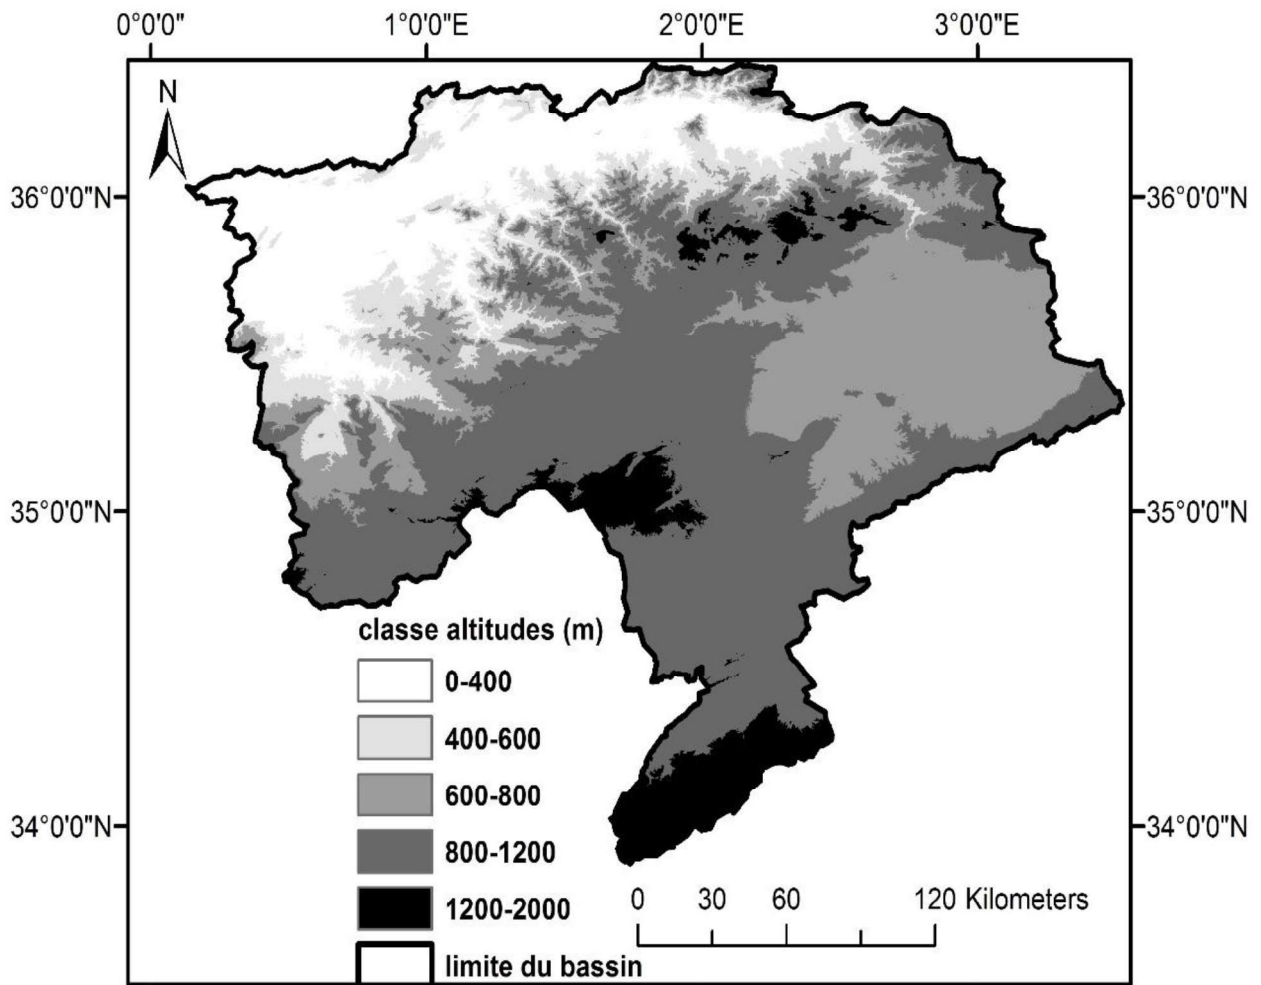 0°0'0" 1°0'0"E 2°0'0"E 3°0'0"E
N
36°0'0"N 36°0'0"N
35°0'0"N 35°0'0"N
34°0'0"N 34°0'0"N
classe altitudes (m)
0-400
400-600
600-800
800-1200
1200-2000
limite du bassin
0 30 60 120 Kilometers